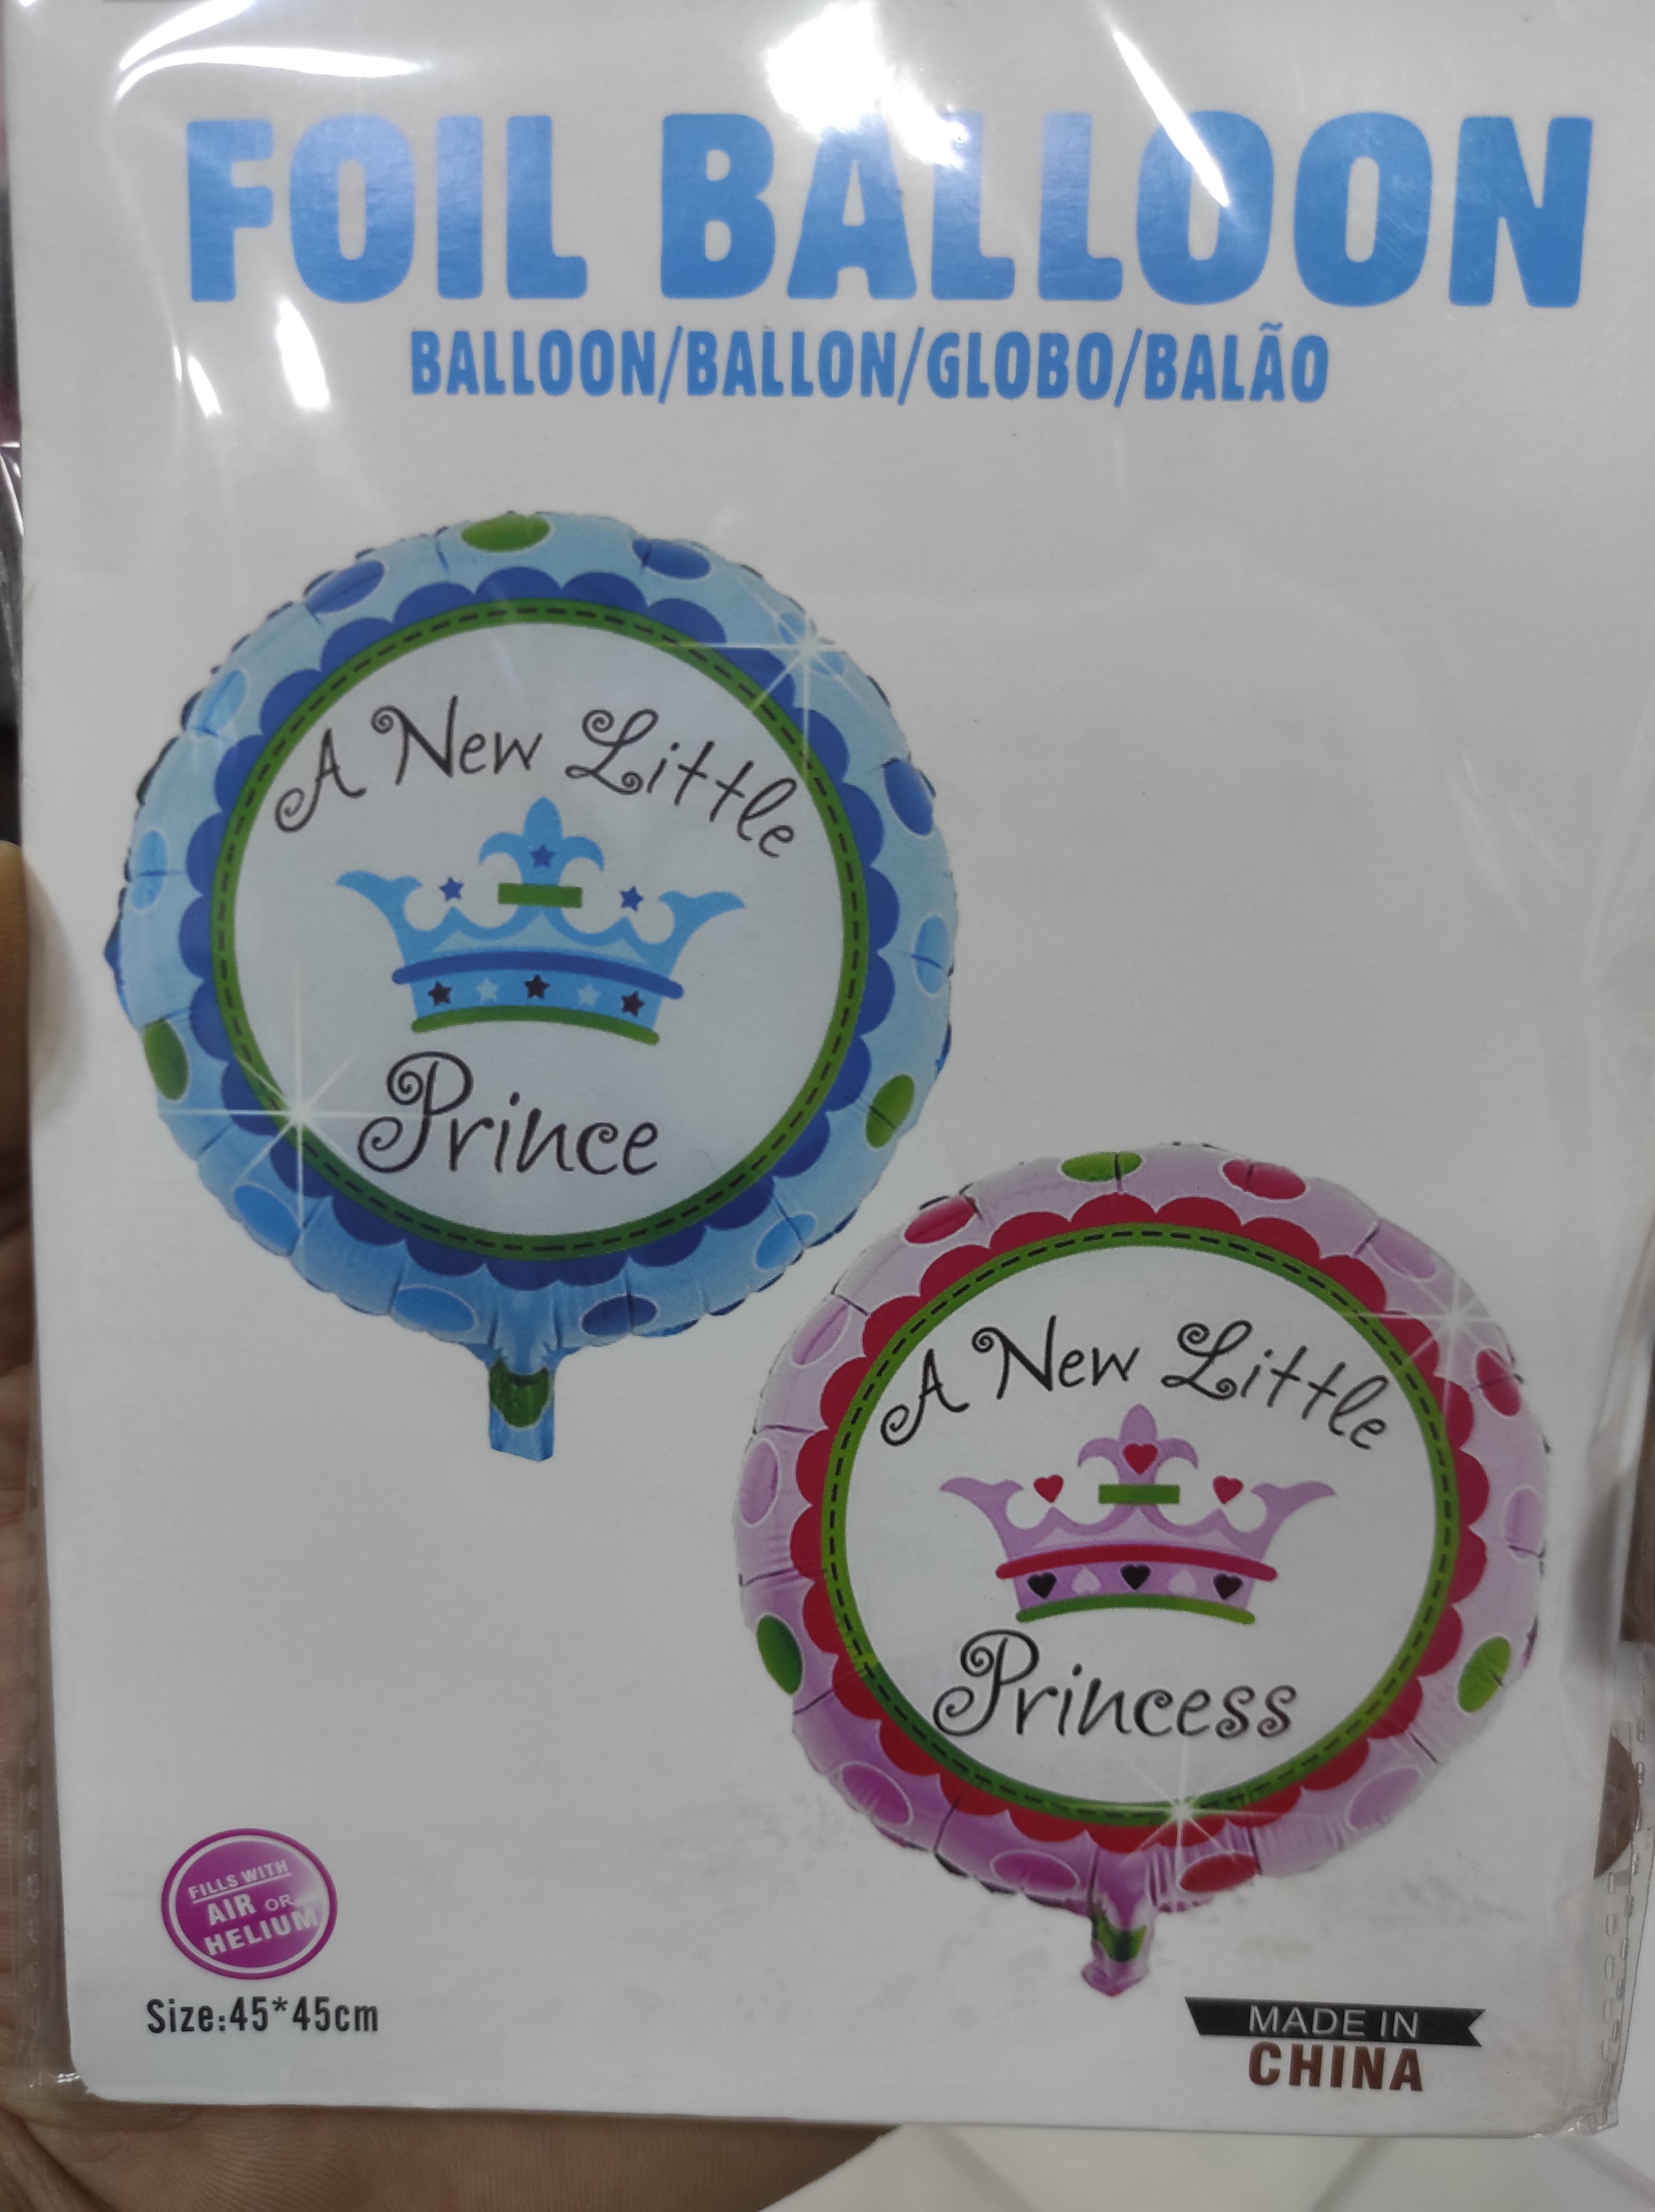 FOIL BALLOON
BALLOON/BALLON/GLOBO/BALÃO
A New Little
Prince
A New Little
Princess
FILLS WITH
AIR OR
HELIUM
Size:45*45cm
MADE IN
CHINA